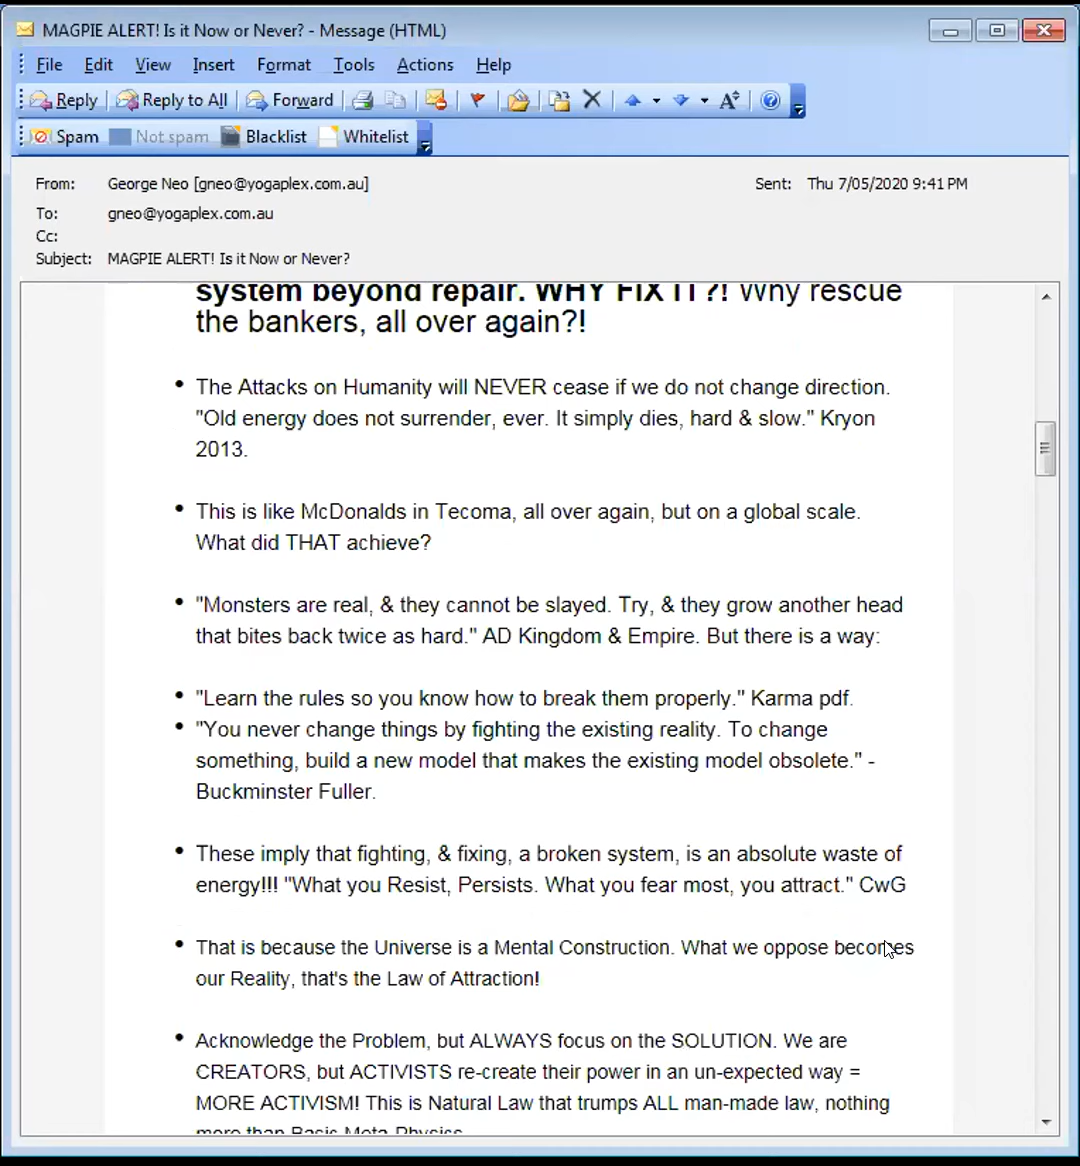 MAGPIE ALERT! Is it Now or Never? - Message (HTML)
File Edit View Insert Format Tools Actions Help
Reply Reply to All Forward
Spam Not spam Blacklist Whitelist
From: George Neo [gneo@yogaplex.com.au] Sent: Thu 7/05/2020 9:41 PM
To: gneo@yogaplex.com.au
Cc:
Subject: MAGPIE ALERT! Is it Now or Never?
system beyond repair. WHY FIX IT?! Why rescue
the bankers, all over again?!
• The Attacks on Humanity will NEVER cease if we do not change direction.
"Old energy does not surrender, ever. It simply dies, hard & slow." Kryon
2013.
• This is like McDonalds in Tecoma, all over again, but on a global scale.
What did THAT achieve?
• "Monsters are real, & they cannot be slayed. Try, & they grow another head
that bites back twice as hard." AD Kingdom & Empire. But there is a way:
• "Learn the rules so you know how to break them properly." Karma pdf.
• "You never change things by fighting the existing reality. To change
something, build a new model that makes the existing model obsolete." -
Buckminster Fuller.
• These imply that fighting, & fixing, a broken system, is an absolute waste of
energy!!! "What you Resist, Persists. What you fear most, you attract." CwG
• That is because the Universe is a Mental Construction. What we oppose becomes
our Reality, that's the Law of Attraction!
• Acknowledge the Problem, but ALWAYS focus on the SOLUTION. We are
CREATORS, but ACTIVISTS re-create their power in an un-expected way =
MORE ACTIVISM! This is Natural Law that trumps ALL man-made law, nothing
more than Basic Meta-Physics